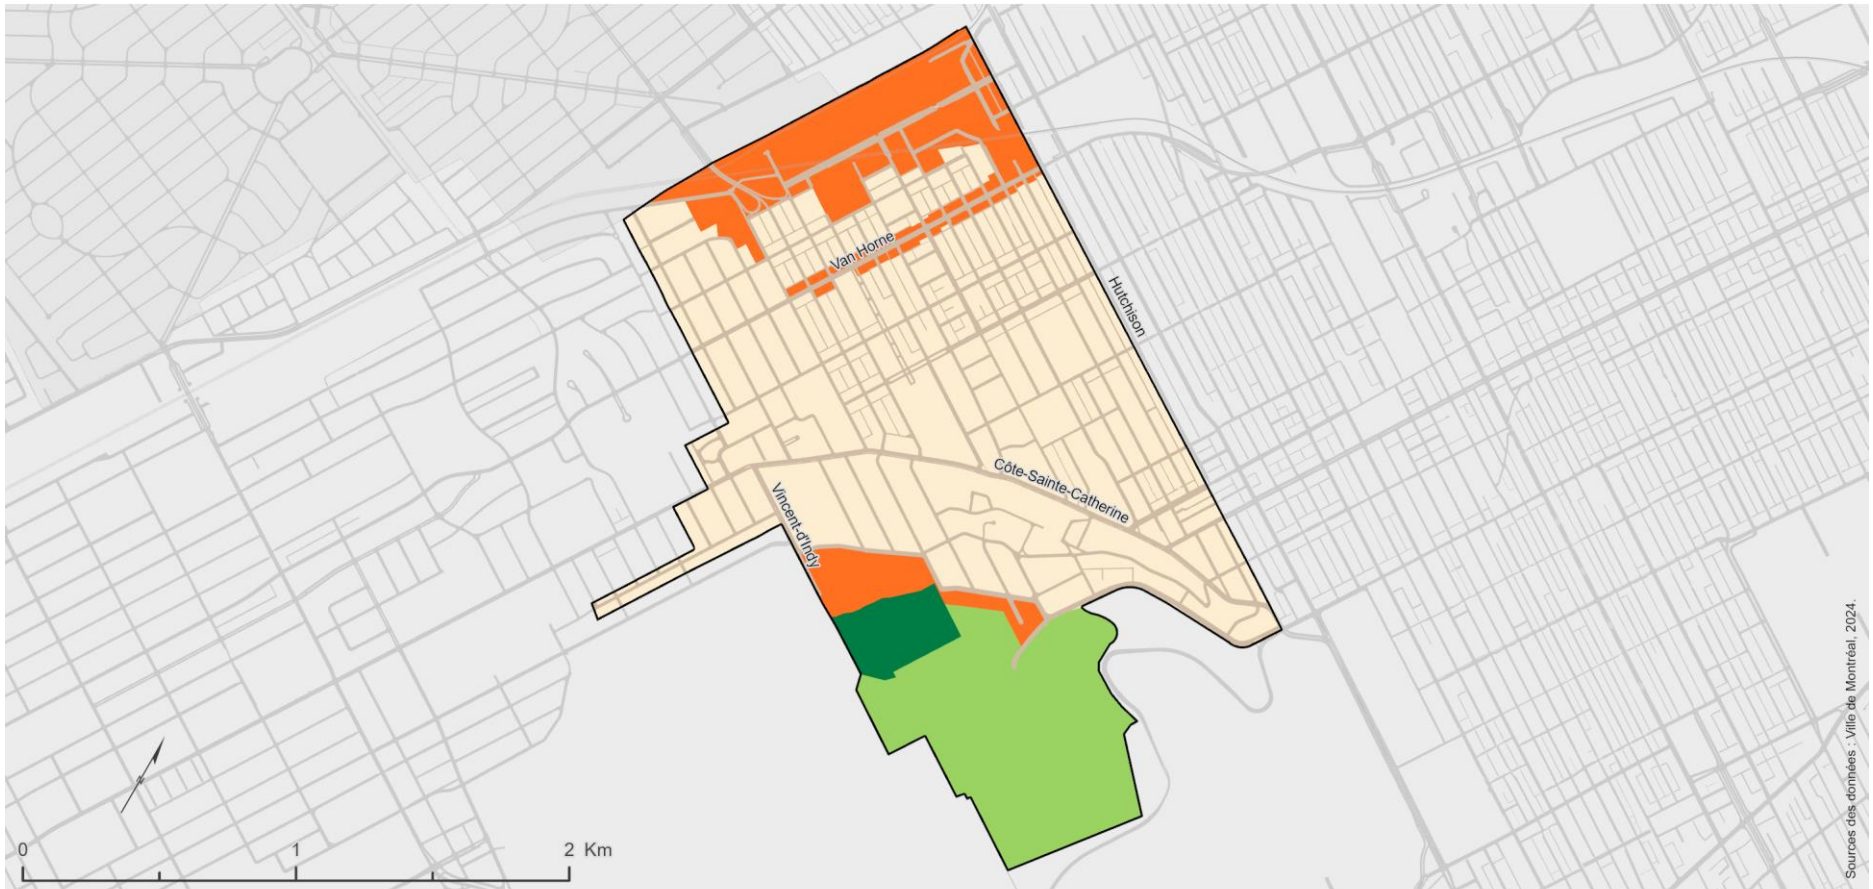 Van Horne
Hutchison
Côte-Sainte-Catherine
Vincent-d'Indy
N
0 1 2 Km
Sources des données : Ville de Montréal, 2024.